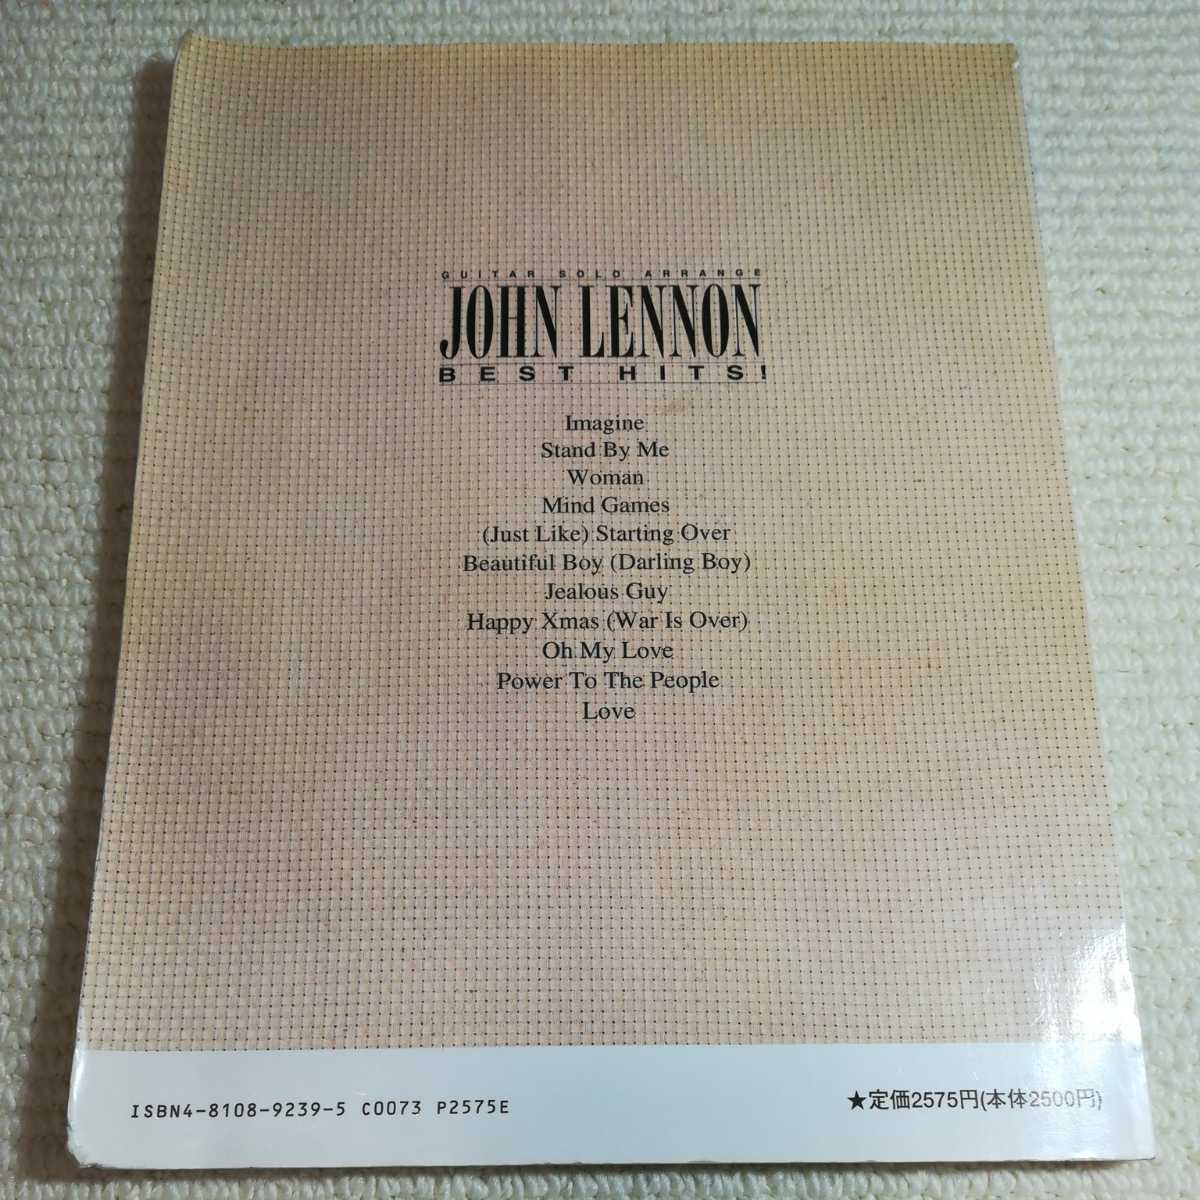 GUITAR SOLO ARRANGE
JOHN LENNON
BEST HITS!
Imagine
Stand By Me
Woman
Mind Games
(Just Like) Starting Over
Beautiful Boy (Darling Boy)
Jealous Guy
Happy Xmas (War Is Over)
Oh My Love
Power To The People
Love
ISBN4-8108-9239-5 C0073 P2575E
★定価2575円(本体2500円)